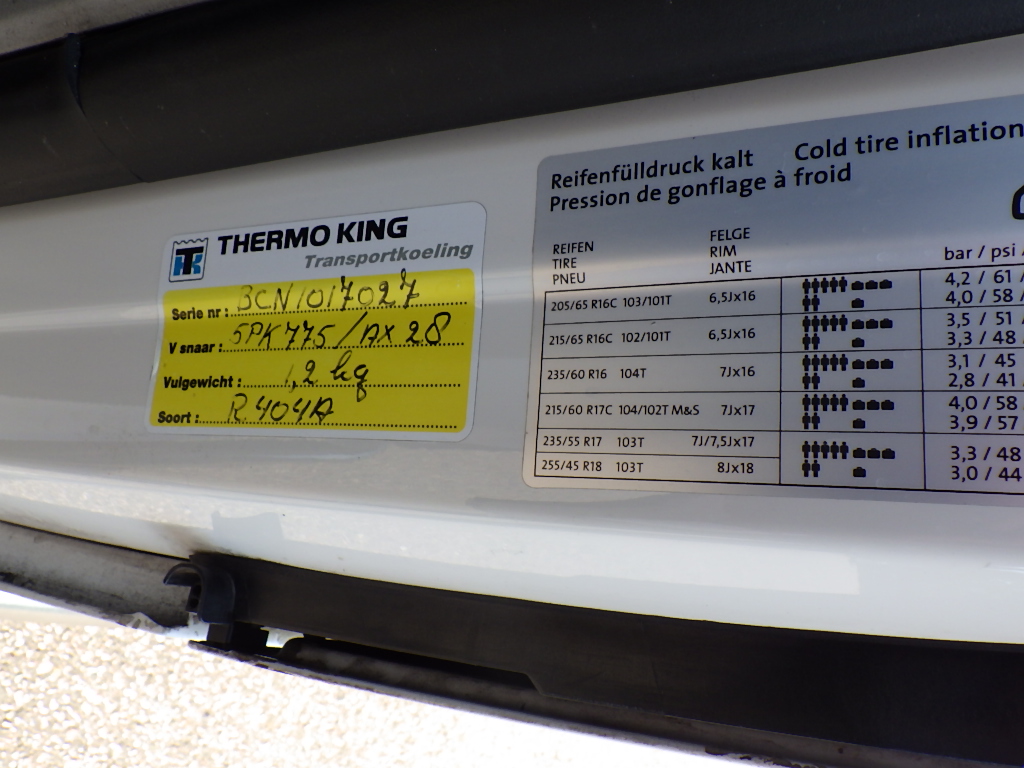 THERMO KING
Transportkoeling
Serie nr : BCN1017027
V snaar : 5PK775/AX28
Vulgewicht : 1,2 kg
Soort : R.404A
Reifenfülldruck kalt Cold tire inflation
Pression de gonflage à froid
REIFEN FELGE
TIRE RIM bar / psi /
PNEU JANTE
205/65 R16C 103/101T 6,5Jx16 4,2 / 61 /
4,0 / 58 /
215/65 R16C 102/101T 6,5Jx16 3,5 / 51 /
3,3 / 48 /
235/60 R16 104T 7Jx16 3,1 / 45 /
2,8 / 41 /
215/60 R17C 104/102T M&S 7Jx17 4,0 / 58
3,9 / 57
235/55 R17 103T 7J/7,5Jx17 3,3 / 48
255/45 R18 103T 8Jx18 3,0 / 44